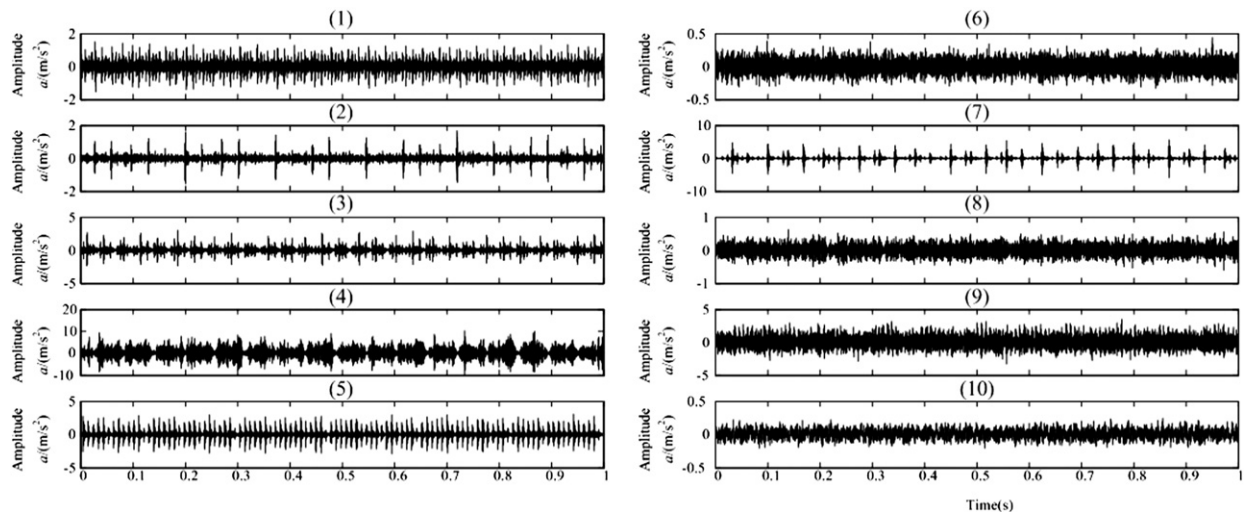 (1)
Amplitude
a/(m/s²)
2
0
-2
(2)
Amplitude
a/(m/s²)
2
0
-2
(3)
Amplitude
a/(m/s²)
5
0
-5
(4)
Amplitude
a/(m/s²)
20
10
0
-10
(5)
Amplitude
a/(m/s²)
5
0
-5
0 0.1 0.2 0.3 0.4 0.5 0.6 0.7 0.8 0.9 1
(6)
Amplitude
a/(m/s²)
0.5
0
-0.5
(7)
Amplitude
a/(m/s²)
10
0
-10
(8)
Amplitude
a/(m/s²)
1
0
-1
(9)
Amplitude
a/(m/s²)
5
0
-5
(10)
Amplitude
a/(m/s²)
0.5
0
-0.5
0 0.1 0.2 0.3 0.4 0.5 0.6 0.7 0.8 0.9 1
Time(s)